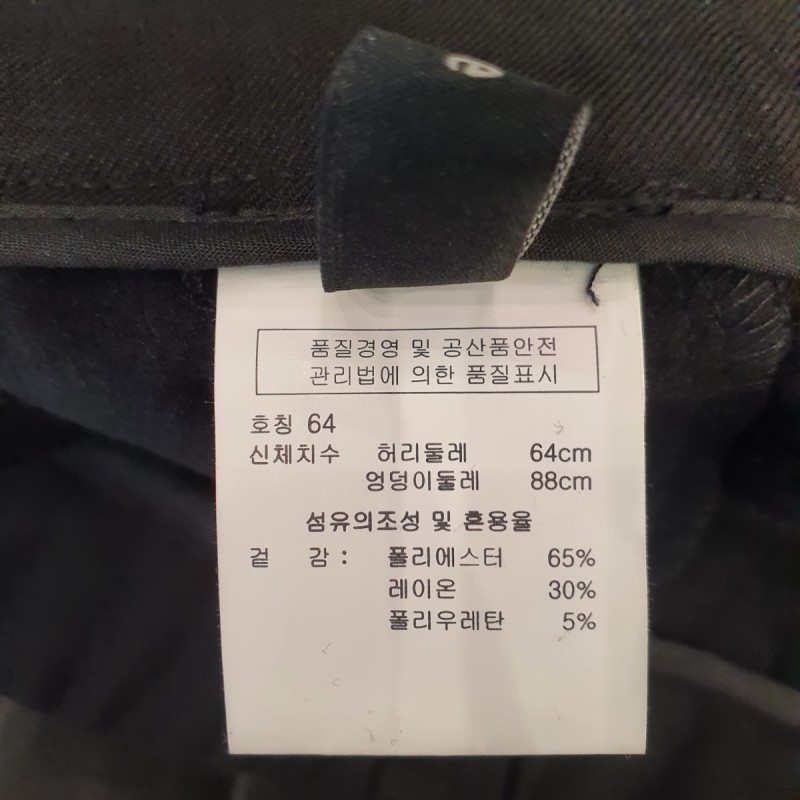 e
품질경영 및 공산품안전
관리법에 의한 품질표시
호칭 64
신체치수 허리둘레 64cm
엉덩이둘레 88cm
섬유의조성 및 혼용율
겉 감 : 폴리에스터 65%
레이온 30%
폴리우레탄 5%